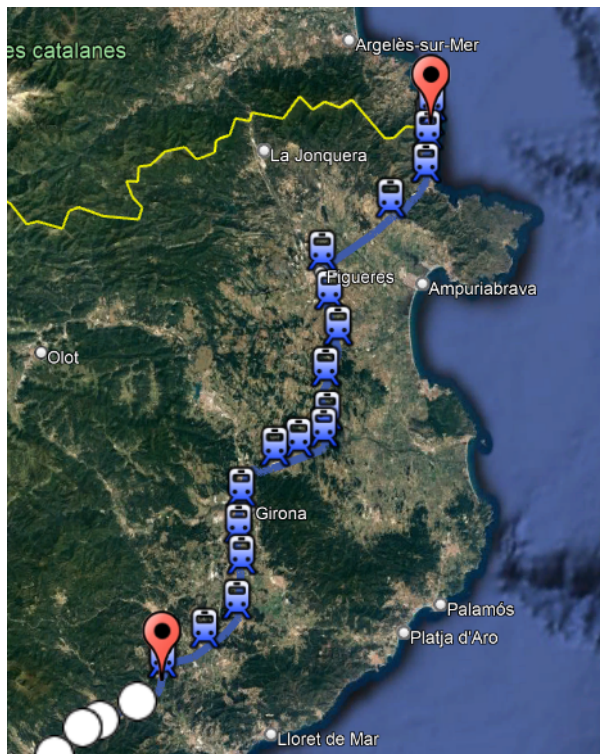 es catalanes
Argelès-sur-Mer
La Jonquera
Figueres
Ampuriabrava
Olot
Girona
Palamós
Platja d'Aro
Lloret de Mar